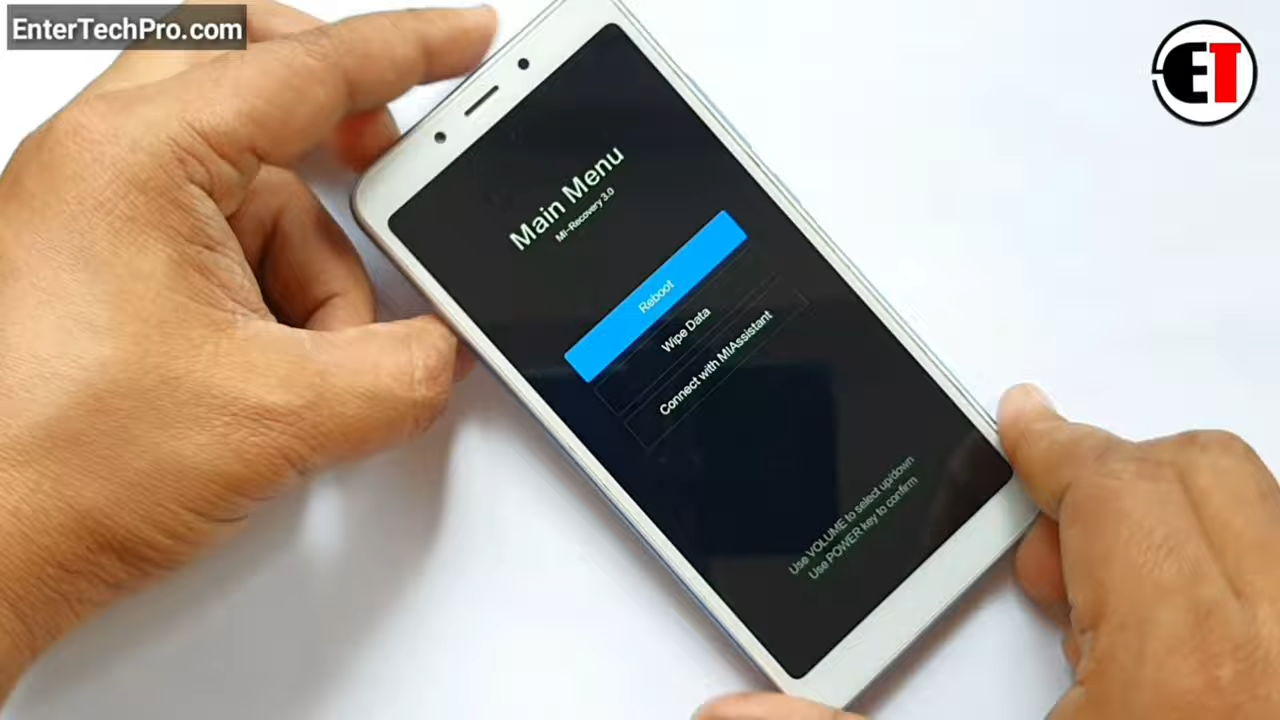 EnterTechPro.com
ET
Main Menu
MI-Recovery 3.0
Reboot
Wipe Data
Connect with MIAssistant
Use VOLUME to select up/down
Use POWER key to confirm